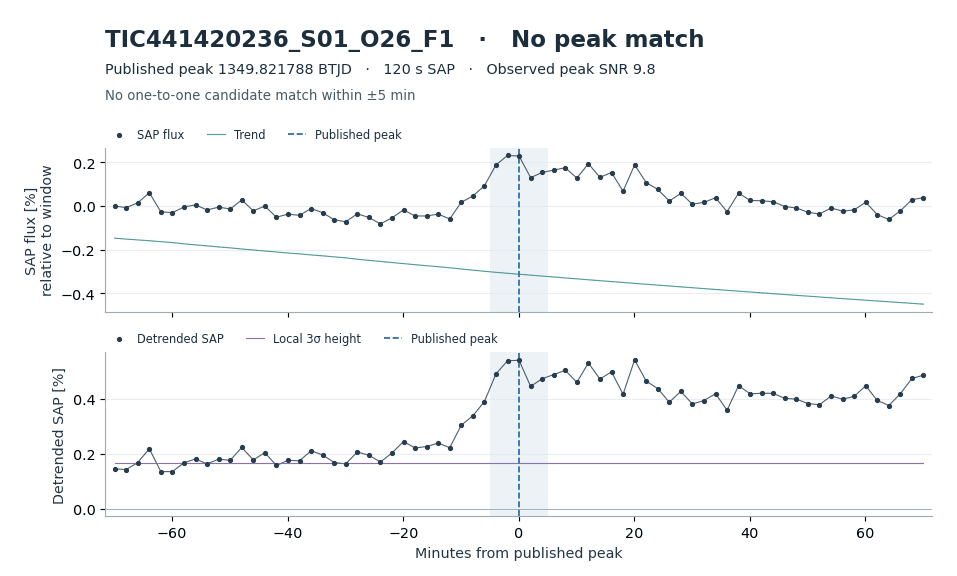 TIC441420236_S01_O26_F1 · No peak match
Published peak 1349.821788 BTJD · 120 s SAP · Observed peak SNR 9.8
No one-to-one candidate match within ±5 min
SAP flux Trend Published peak
SAP flux [%]
relative to window
0.2
0.0
−0.2
−0.4
Detrended SAP Local 3σ height Published peak
Detrended SAP [%]
0.4
0.2
0.0
−60 −40 −20 0 20 40 60
Minutes from published peak